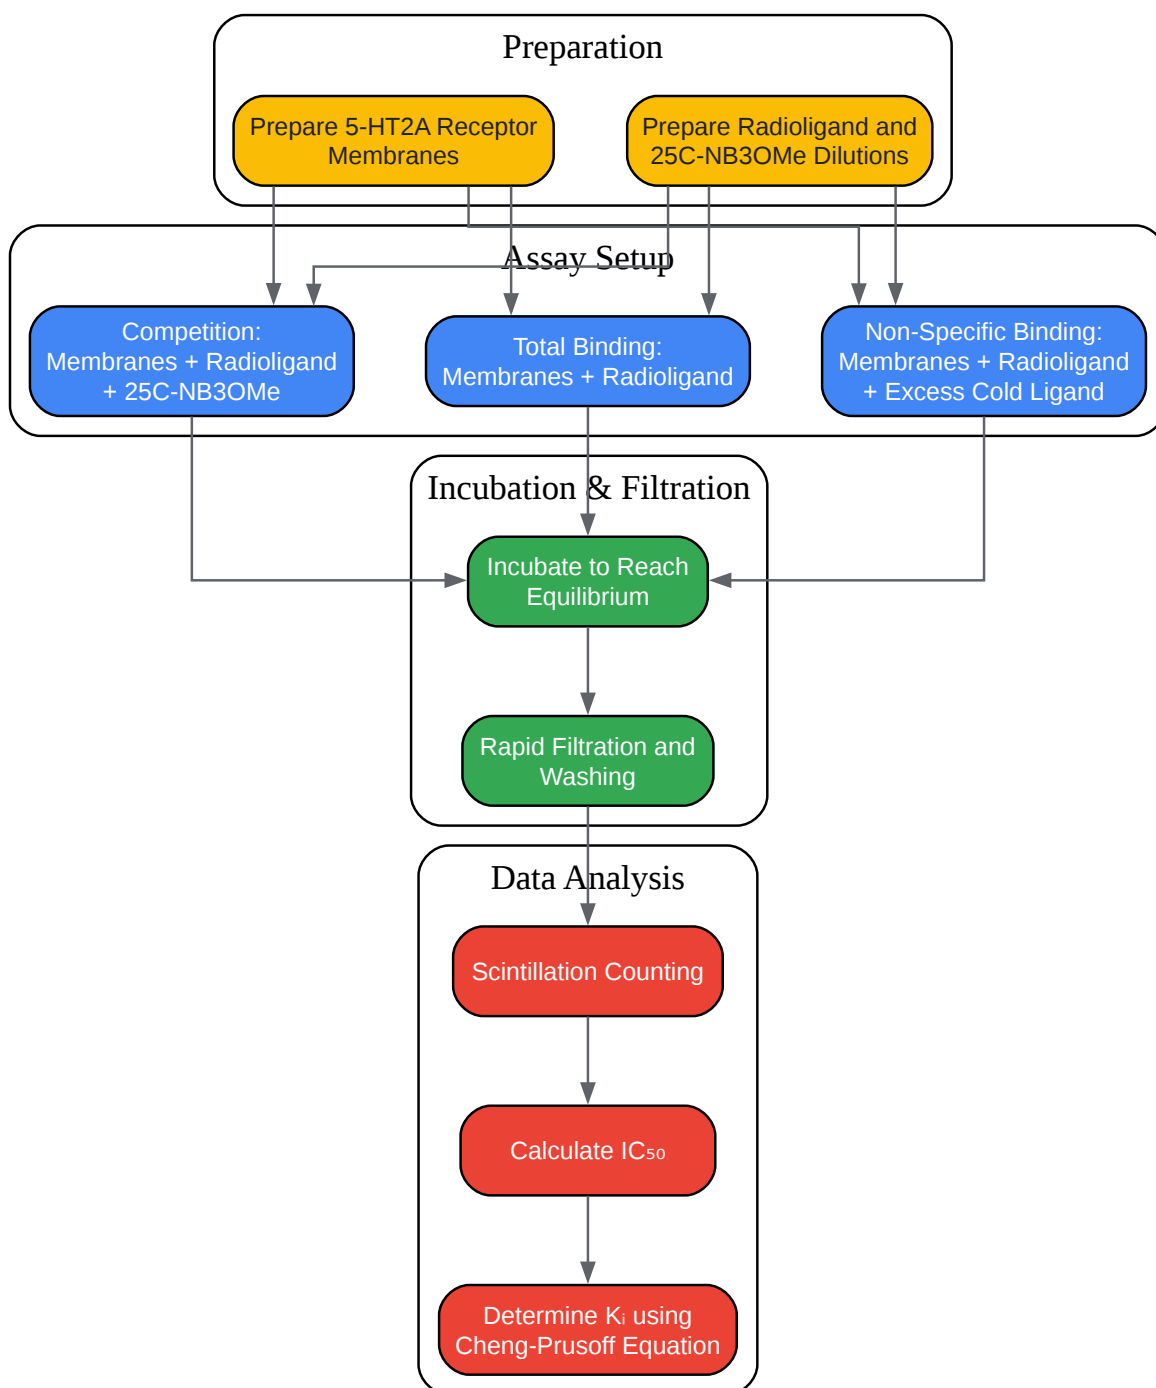 Preparation
Prepare 5-HT2A Receptor
Membranes
Prepare Radioligand and
25C-NB3OMe Dilutions
Assay Setup
Competition:
Membranes + Radioligand
+ 25C-NB3OMe
Total Binding:
Membranes + Radioligand
Non-Specific Binding:
Membranes + Radioligand
+ Excess Cold Ligand
Incubation & Filtration
Incubate to Reach
Equilibrium
Rapid Filtration and
Washing
Data Analysis
Scintillation Counting
Calculate IC₅₀
Determine Kᵢ using
Cheng-Prusoff Equation